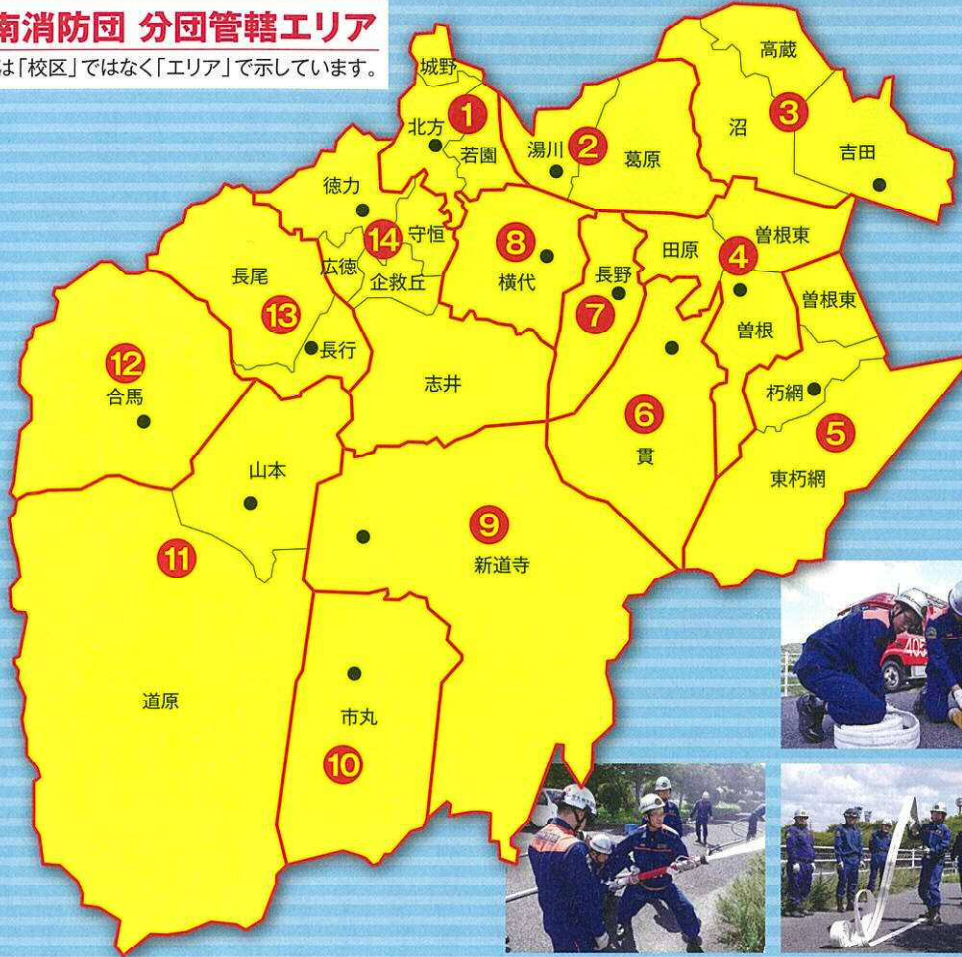 南消防団 分団管轄エリア
は「校区」ではなく「エリア」で示しています。
城野
高蔵
1
北方
若園
湯川
2
葛原
沼
3
吉田
徳力
14
守恒
広徳
企救丘
8
横代
長野
7
田原
曽根東
4
曽根東
曽根
長尾
13
長行
12
合馬
志井
6
貫
朽網
5
東朽網
山本
11
9
新道寺
道原
市丸
10
405